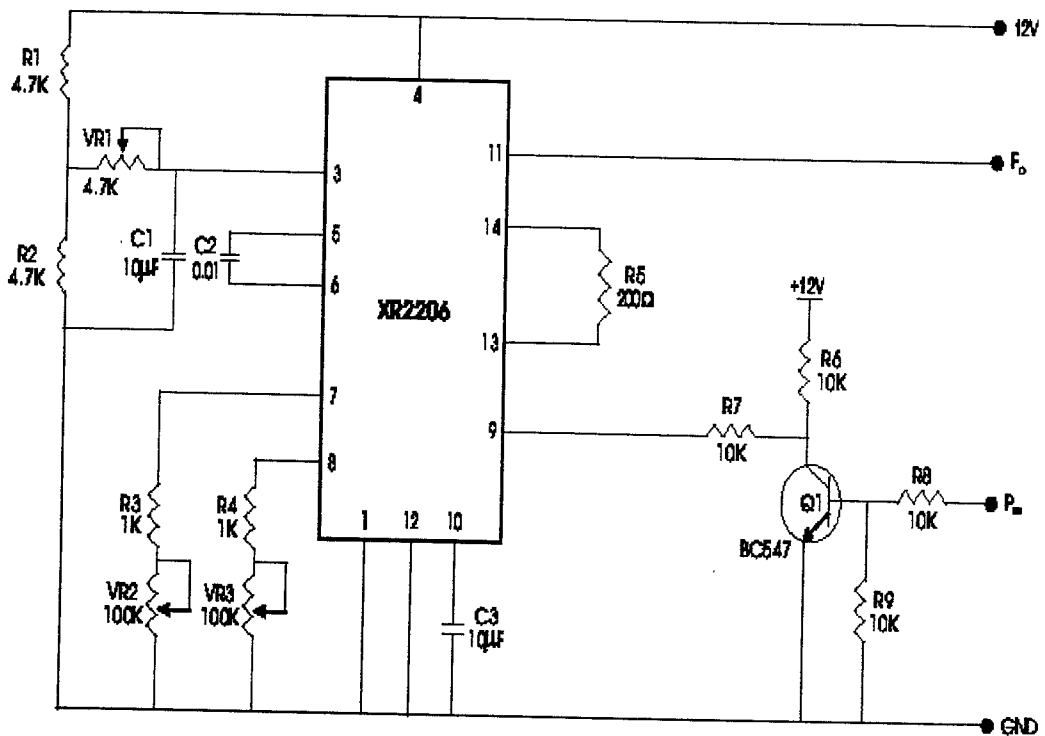 12V
R1
4.7K
4
VR1
4.7K
3
11
F₀
R2
4.7K
C1
10µF
C2
0.01
5
6
14
R5
200Ω
XR2206
13
+12V
R6
10K
7
R7
10K
9
8
R3
1K
R4
1K
Q1
BC547
R8
10K
1
12
10
VR2
100K
VR3
100K
C3
10µF
R9
10K
GND